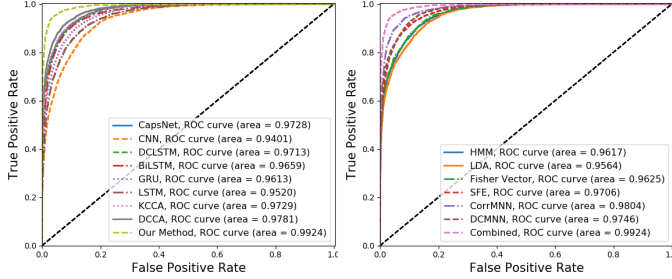 1.0
0.8
0.6
0.4
0.2
0.0
True Positive Rate
CapsNet, ROC curve (area = 0.9728)
CNN, ROC curve (area = 0.9401)
DCLSTM, ROC curve (area = 0.9713)
BiLSTM, ROC curve (area = 0.9659)
GRU, ROC curve (area = 0.9613)
LSTM, ROC curve (area = 0.9520)
KCCA, ROC curve (area = 0.9729)
DCCA, ROC curve (area = 0.9781)
Our Method, ROC curve (area = 0.9924)
0.0 0.2 0.4 0.6 0.8 1.0
False Positive Rate
1.0
0.8
0.6
0.4
0.2
0.0
True Positive Rate
HMM, ROC curve (area = 0.9617)
LDA, ROC curve (area = 0.9564)
Fisher Vector, ROC curve (area = 0.9625)
SFE, ROC curve (area = 0.9706)
CorrMNN, ROC curve (area = 0.9804)
DCMNN, ROC curve (area = 0.9746)
Combined, ROC curve (area = 0.9924)
0.0 0.2 0.4 0.6 0.8 1.0
False Positive Rate